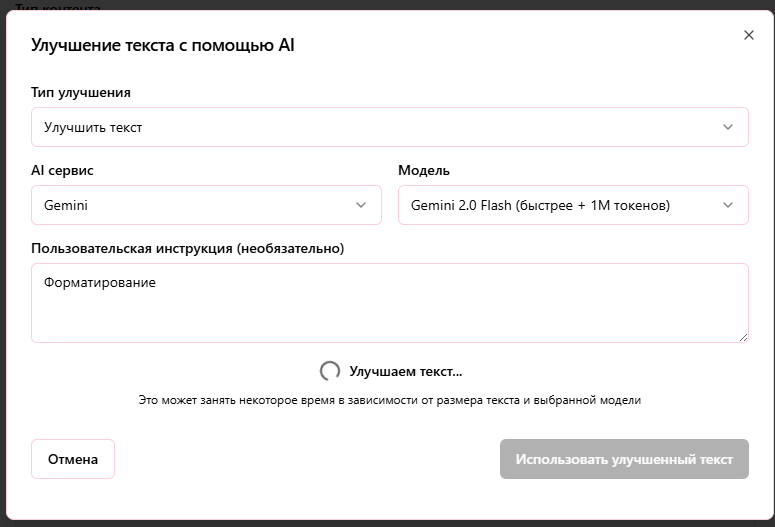 Тип контента
Улучшение текста с помощью AI
Тип улучшения
Улучшить текст
AI сервис
Модель
Gemini
Gemini 2.0 Flash (быстрее + 1М токенов)
Пользовательская инструкция (необязательно)
Форматирование
Улучшаем текст...
Это может занять некоторое время в зависимости от размера текста и выбранной модели
Отмена
Использовать улучшенный текст